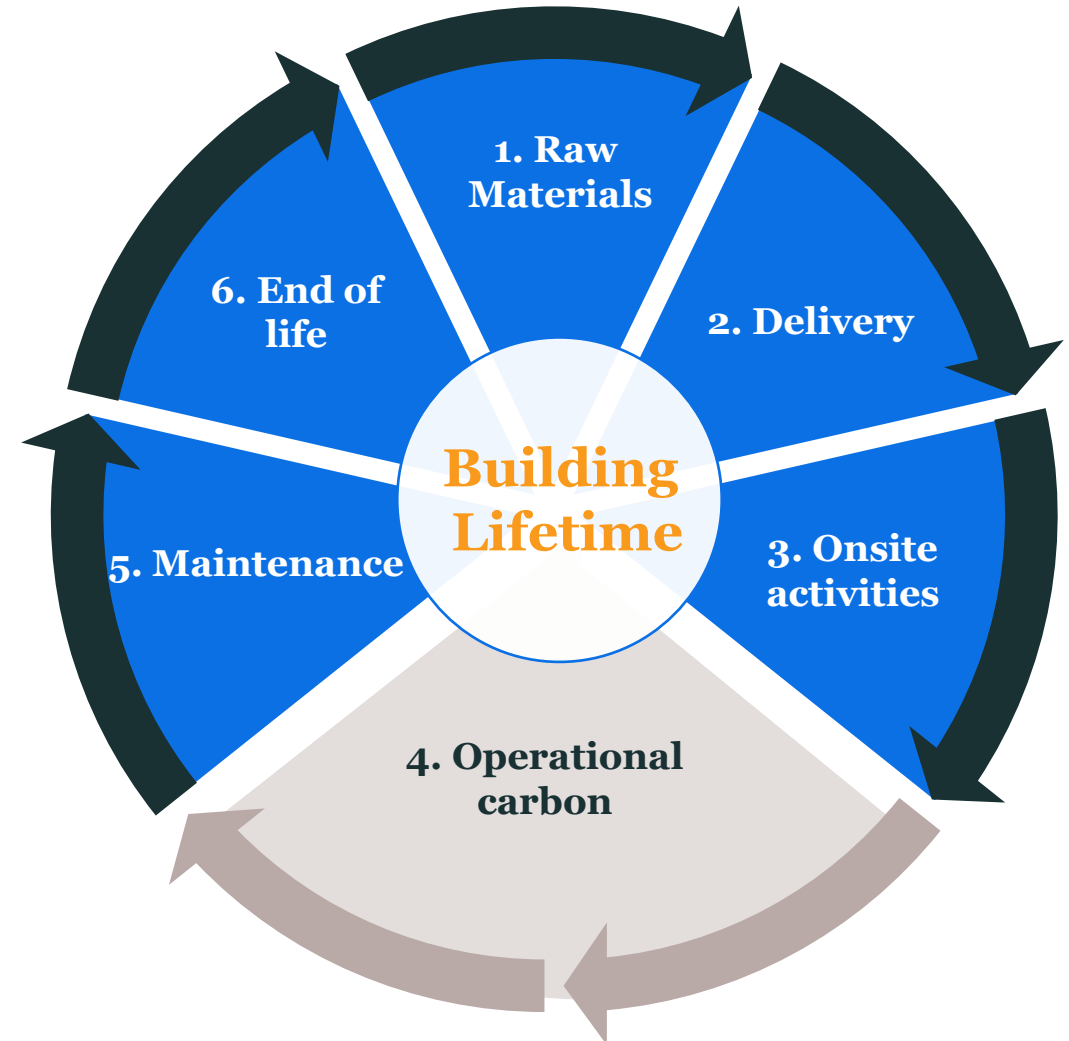 1. Raw
Materials
2. Delivery
3. Onsite
activities
4. Operational
carbon
5. Maintenance
6. End of
life
Building
Lifetime